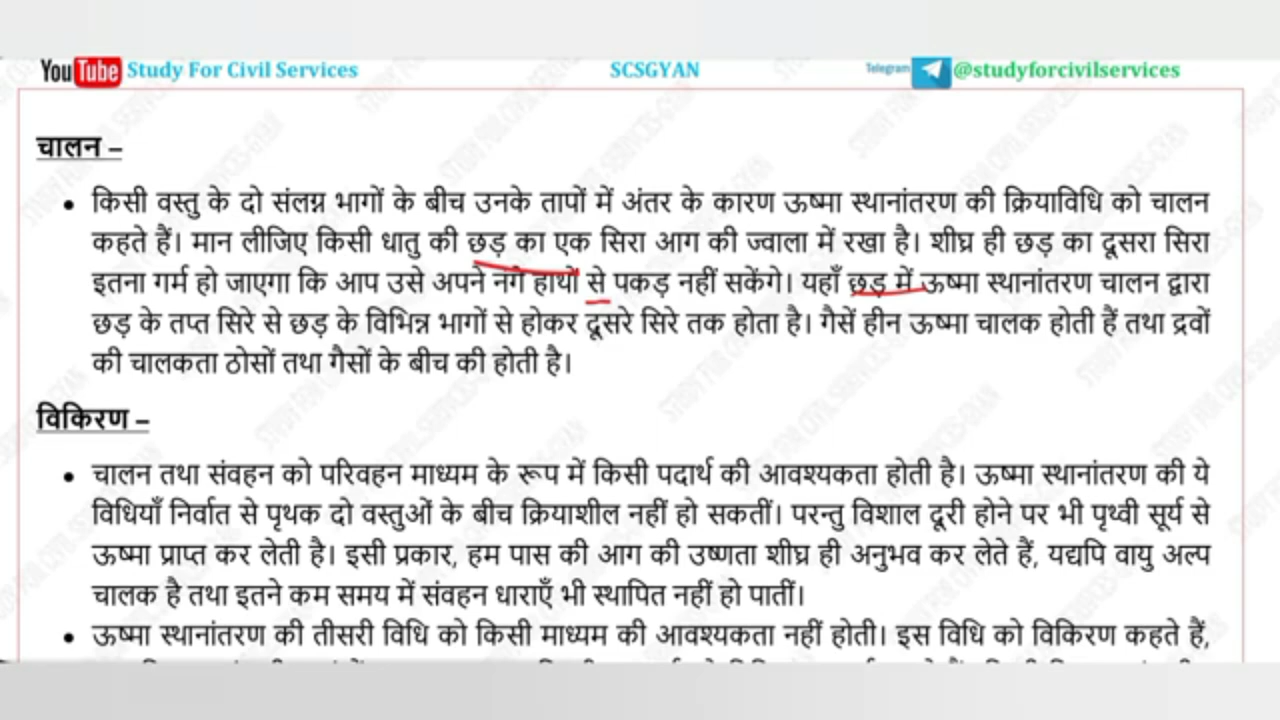 YouTube Study For Civil Services SCSGYAN Telegram @studyforcivilservices
चालन –
• किसी वस्तु के दो संलग्न भागों के बीच उनके तापों में अंतर के कारण ऊष्मा स्थानांतरण की क्रियाविधि को चालन
कहते हैं। मान लीजिए किसी धातु की छड़ का एक सिरा आग की ज्वाला में रखा है। शीघ्र ही छड़ का दूसरा सिरा
इतना गर्म हो जाएगा कि आप उसे अपने नंगे हाथों से पकड़ नहीं सकेंगे। यहाँ छड़ में ऊष्मा स्थानांतरण चालन द्वारा
छड़ के तप्त सिरे से छड़ के विभिन्न भागों से होकर दूसरे सिरे तक होता है। गैसें हीन ऊष्मा चालक होती हैं तथा द्रवों
की चालकता ठोसों तथा गैसों के बीच की होती है।
विकिरण –
• चालन तथा संवहन को परिवहन माध्यम के रूप में किसी पदार्थ की आवश्यकता होती है। ऊष्मा स्थानांतरण की ये
विधियाँ निर्वात से पृथक दो वस्तुओं के बीच क्रियाशील नहीं हो सकतीं। परन्तु विशाल दूरी होने पर भी पृथ्वी सूर्य से
ऊष्मा प्राप्त कर लेती है। इसी प्रकार, हम पास की आग की उष्णता शीघ्र ही अनुभव कर लेते हैं, यद्यपि वायु अल्प
चालक है तथा इतने कम समय में संवहन धाराएँ भी स्थापित नहीं हो पातीं।
• ऊष्मा स्थानांतरण की तीसरी विधि को किसी माध्यम की आवश्यकता नहीं होती। इस विधि को विकिरण कहते हैं,